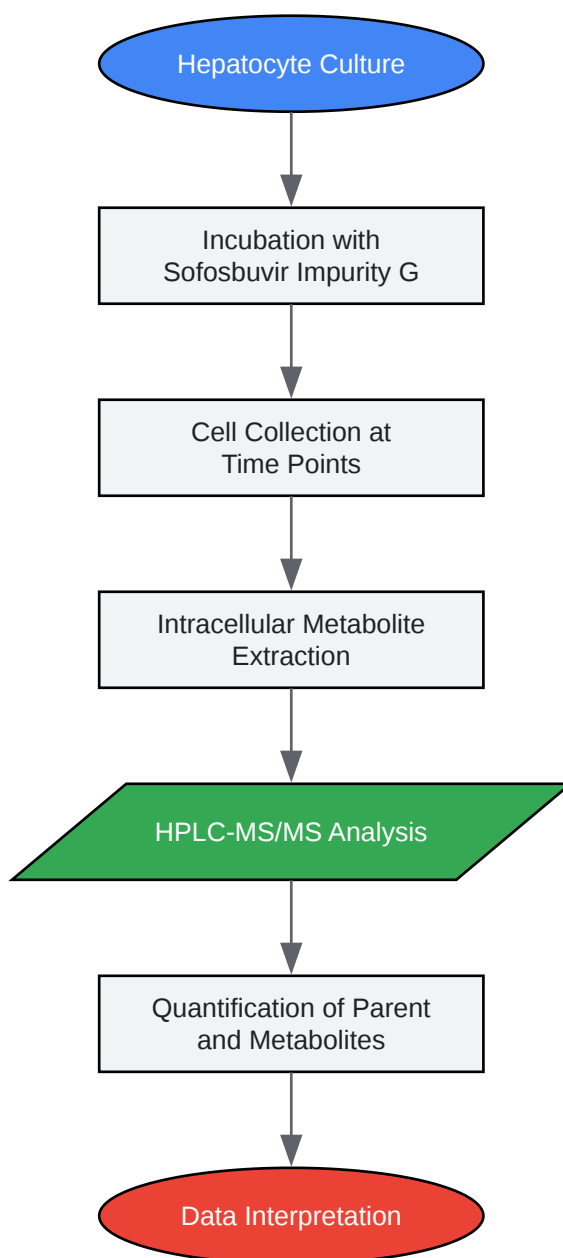 Hepatocyte Culture
Incubation with
Sofosbuvir Impurity G
Cell Collection at
Time Points
Intracellular Metabolite
Extraction
HPLC-MS/MS Analysis
Quantification of Parent
and Metabolites
Data Interpretation